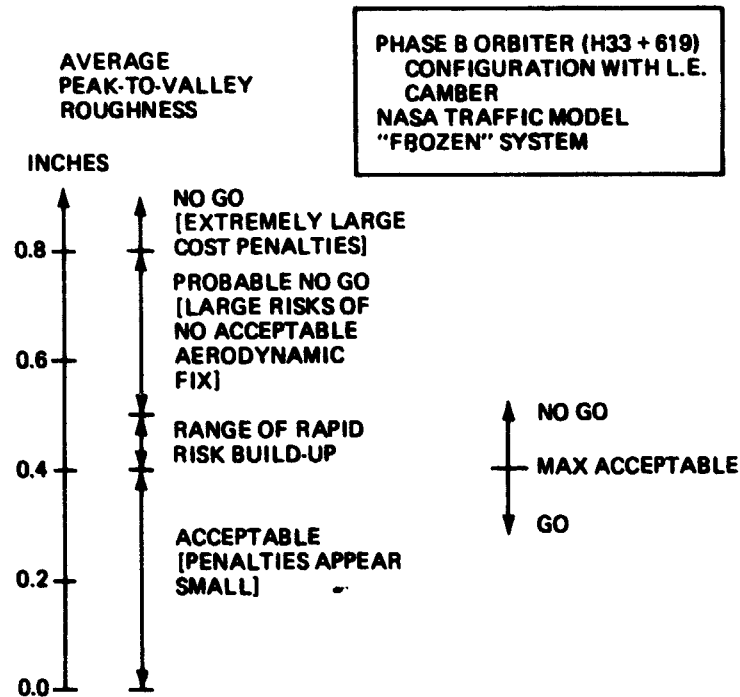 AVERAGE
PEAK-TO-VALLEY
ROUGHNESS
PHASE B ORBITER (H33 + 619)
CONFIGURATION WITH L.E.
CAMBER
NASA TRAFFIC MODEL
"FROZEN" SYSTEM
INCHES
NO GO
[EXTREMELY LARGE
COST PENALTIES]
0.8
PROBABLE NO GO
[LARGE RISKS OF
NO ACCEPTABLE
AERODYNAMIC
FIX]
0.6
RANGE OF RAPID
RISK BUILD-UP
0.4
NO GO
MAX ACCEPTABLE
GO
ACCEPTABLE
[PENALTIES APPEAR
SMALL]
0.2
0.0